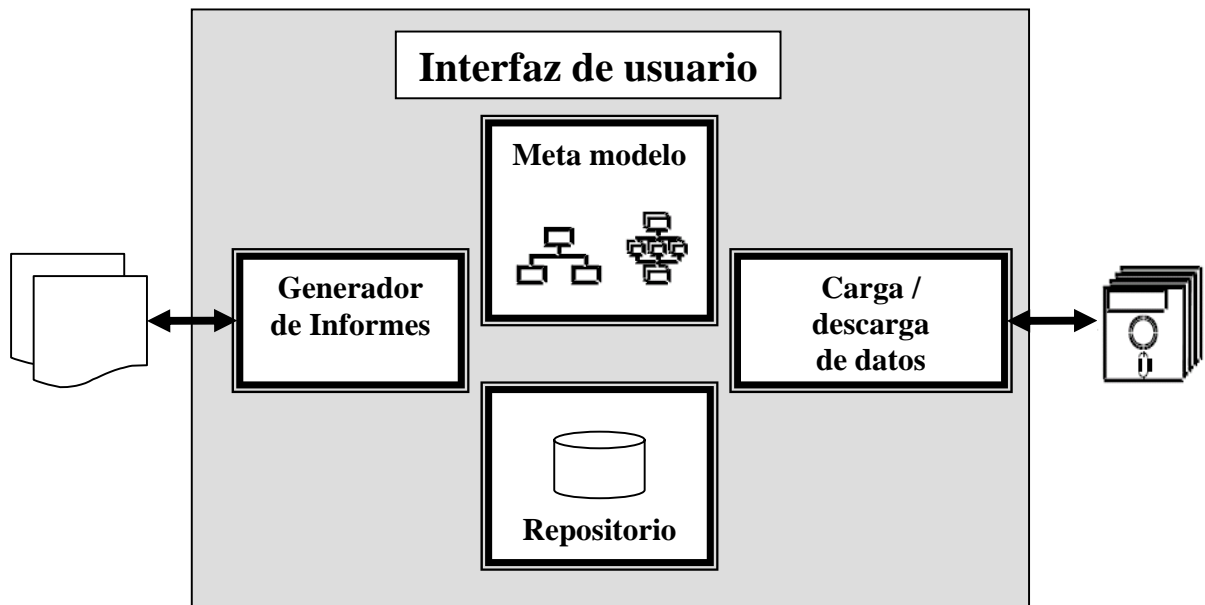 Interfaz de usuario
Meta modelo
Generador
de Informes
Carga /
descarga
de datos
Repositorio